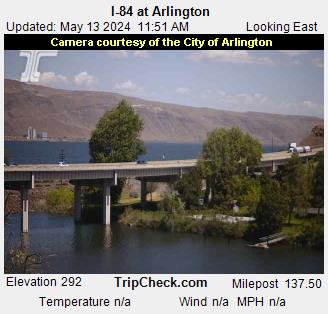 I-84 at Arlington
Updated: May 13 2024 11:51 AM Looking East
Camera courtesy of the City of Arlington
Elevation 292 TripCheck.com Milepost 137.50
Temperature n/a Wind n/a MPH n/a